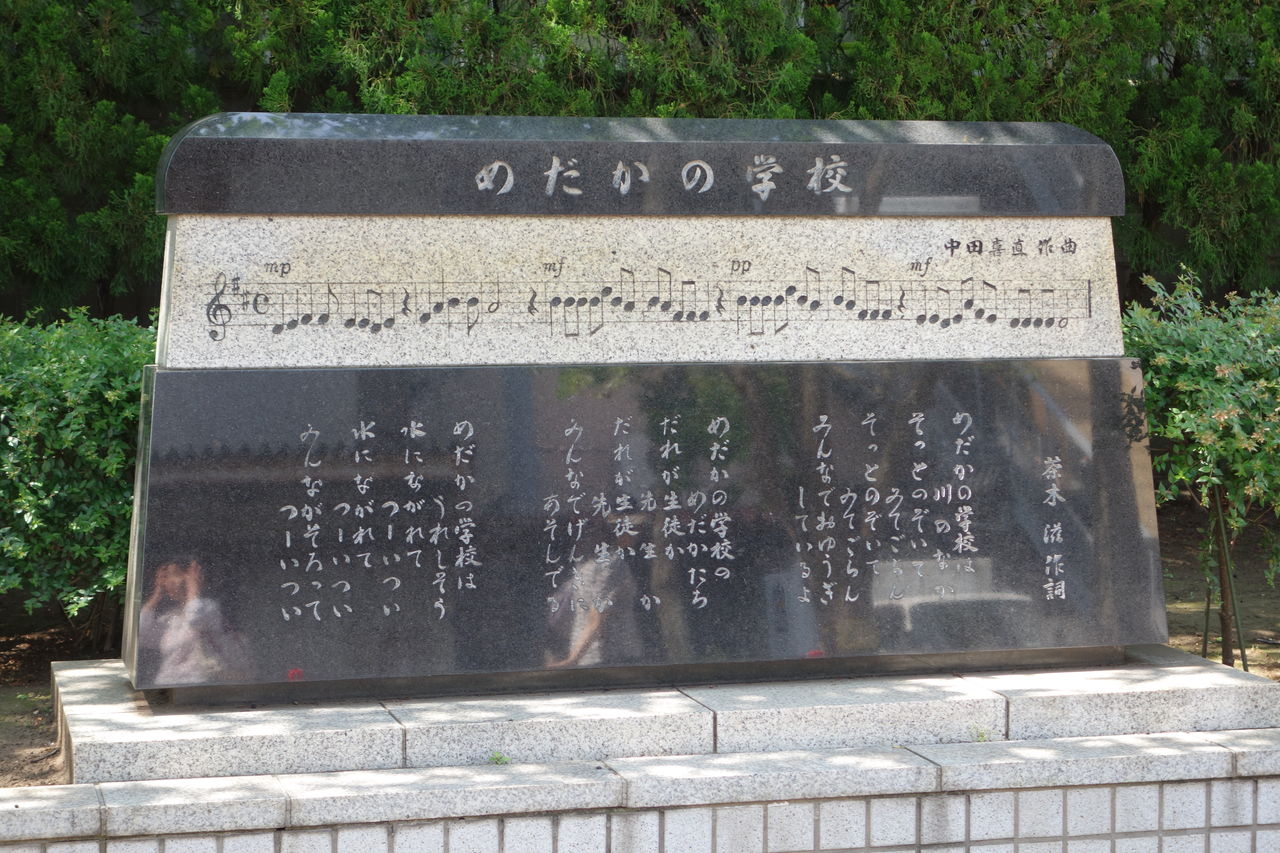 めだかの学校
中田喜直 作曲
mp mf pp mf
茶木 滋 作詞
めだかの学校は
川のなか
そっとのぞいて
みてごらん
そっとのぞいて
みてごらん
みんなでおゆうぎ
しているよ
めだかの学校の
めだかたち
だれが生徒か
先生か
だれが生徒か
先生か
みんなでげんきに
あそんでる
めだかの学校は
うれしそう
水にながれて
つーいつい
水にながれて
つーいつい
みんながそろって
つーいつい